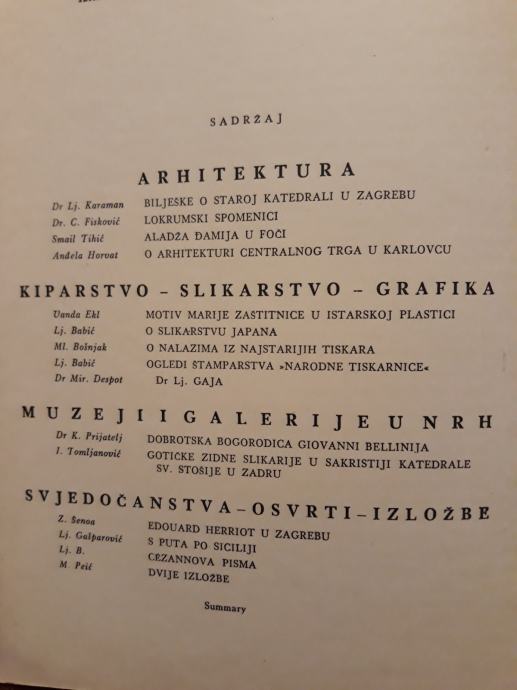 SADRŽAJ
ARHITEKTURA
Dr Lj. Karaman BILJEŠKE O STAROJ KATEDRALI U ZAGREBU
Dr. C. Fisković LOKRUMSKI SPOMENICI
Smail Tihić ALADŽA ĐAMIJA U FOČI
Anđela Horvat O ARHITEKTURI CENTRALNOG TRGA U KARLOVCU
KIPARSTVO – SLIKARSTVO – GRAFIKA
Vanda Ekl MOTIV MARIJE ZAŠTITNICE U ISTARSKOJ PLASTICI
Lj. Babić O SLIKARSTVU JAPANA
Ml. Bošnjak O NALAZIMA IZ NAJSTARIJIH TISKARA
Lj. Babić OGLEDI ŠTAMPARSTVA »NARODNE TISKARNICE«
Dr Mir. Despot Dr Lj. GAJA
MUZEJI I GALERIJE U NRH
Dr K. Prijatelj DOBROTSKA BOGORODICA GIOVANNI BELLINIJA
I. Tomljanović GOTIČKE ZIDNE SLIKARIJE U SAKRISTIJI KATEDRALE
SV. STOŠIJE U ZADRU
SVJEDOČANSTVA – OSVRTI – IZLOŽBE
Z. Šenoa EDOUARD HERRIOT U ZAGREBU
Lj. Gašparović S PUTA PO SICILIJI
Lj. B. CÉZANNOVA PISMA
M Peić DVIJE IZLOŽBE
Summary